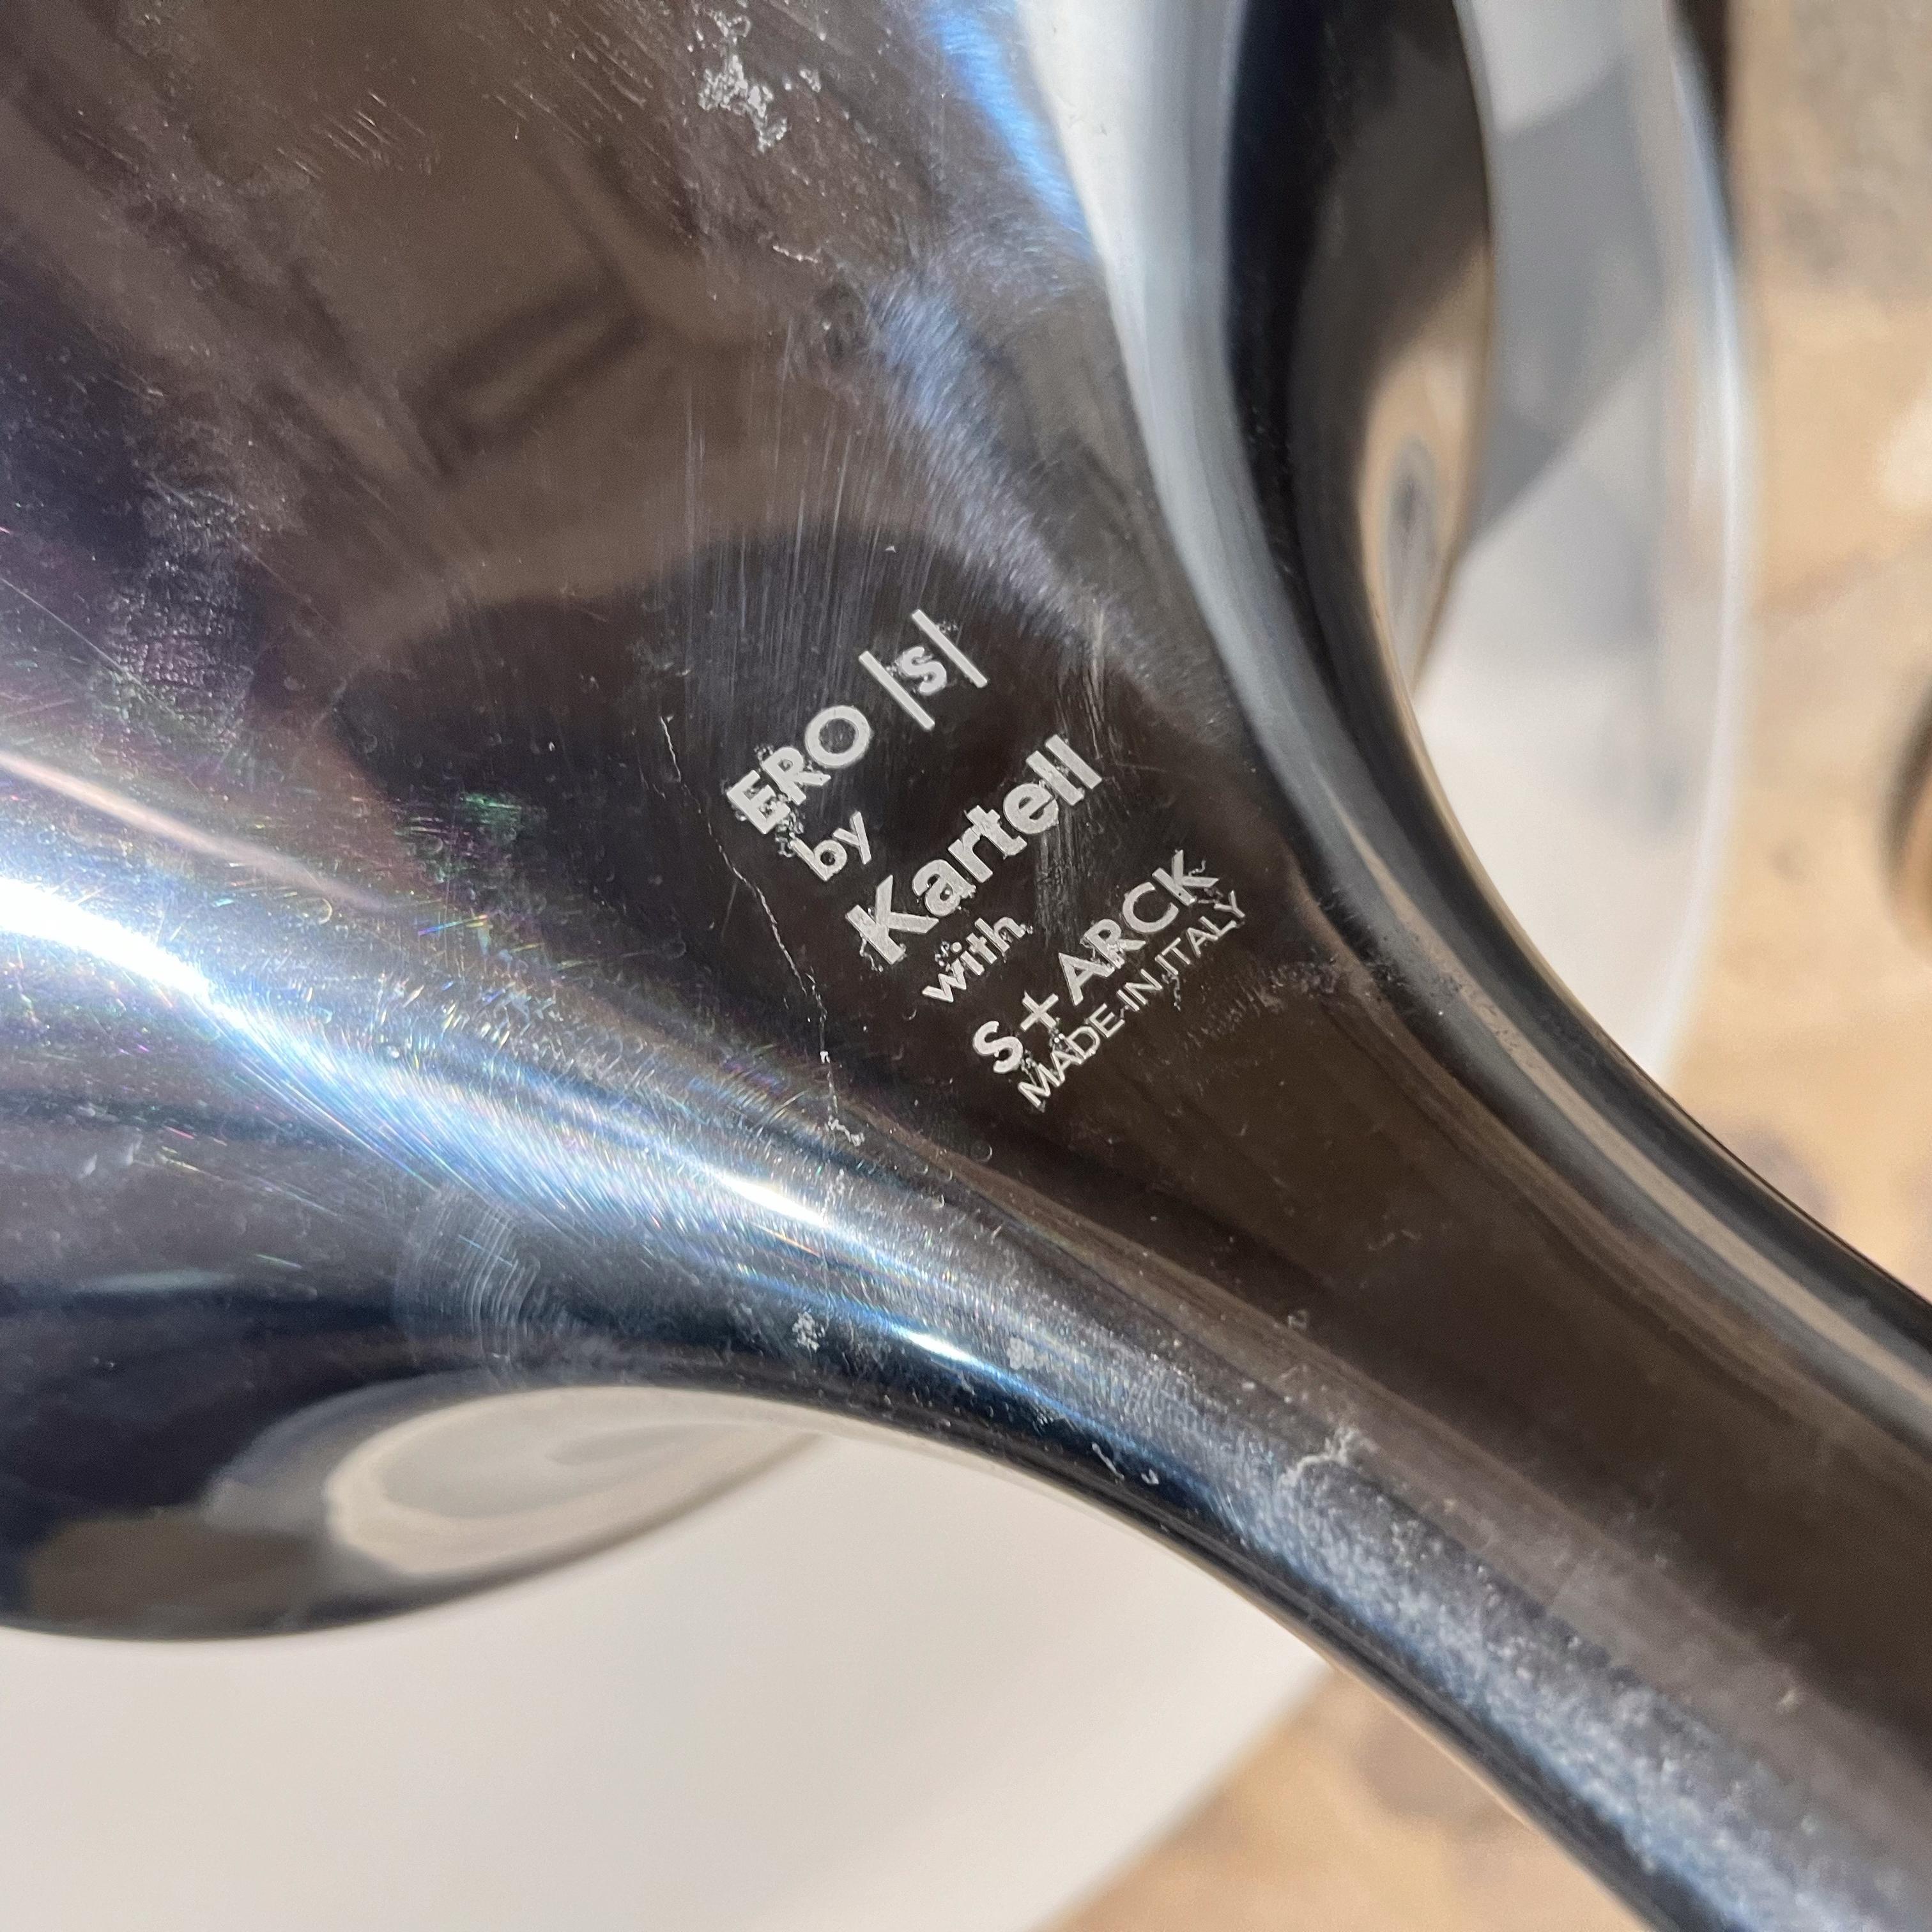 ERO |s|
by
Kartell
with
S+ARCK
MADE-IN-ITALY